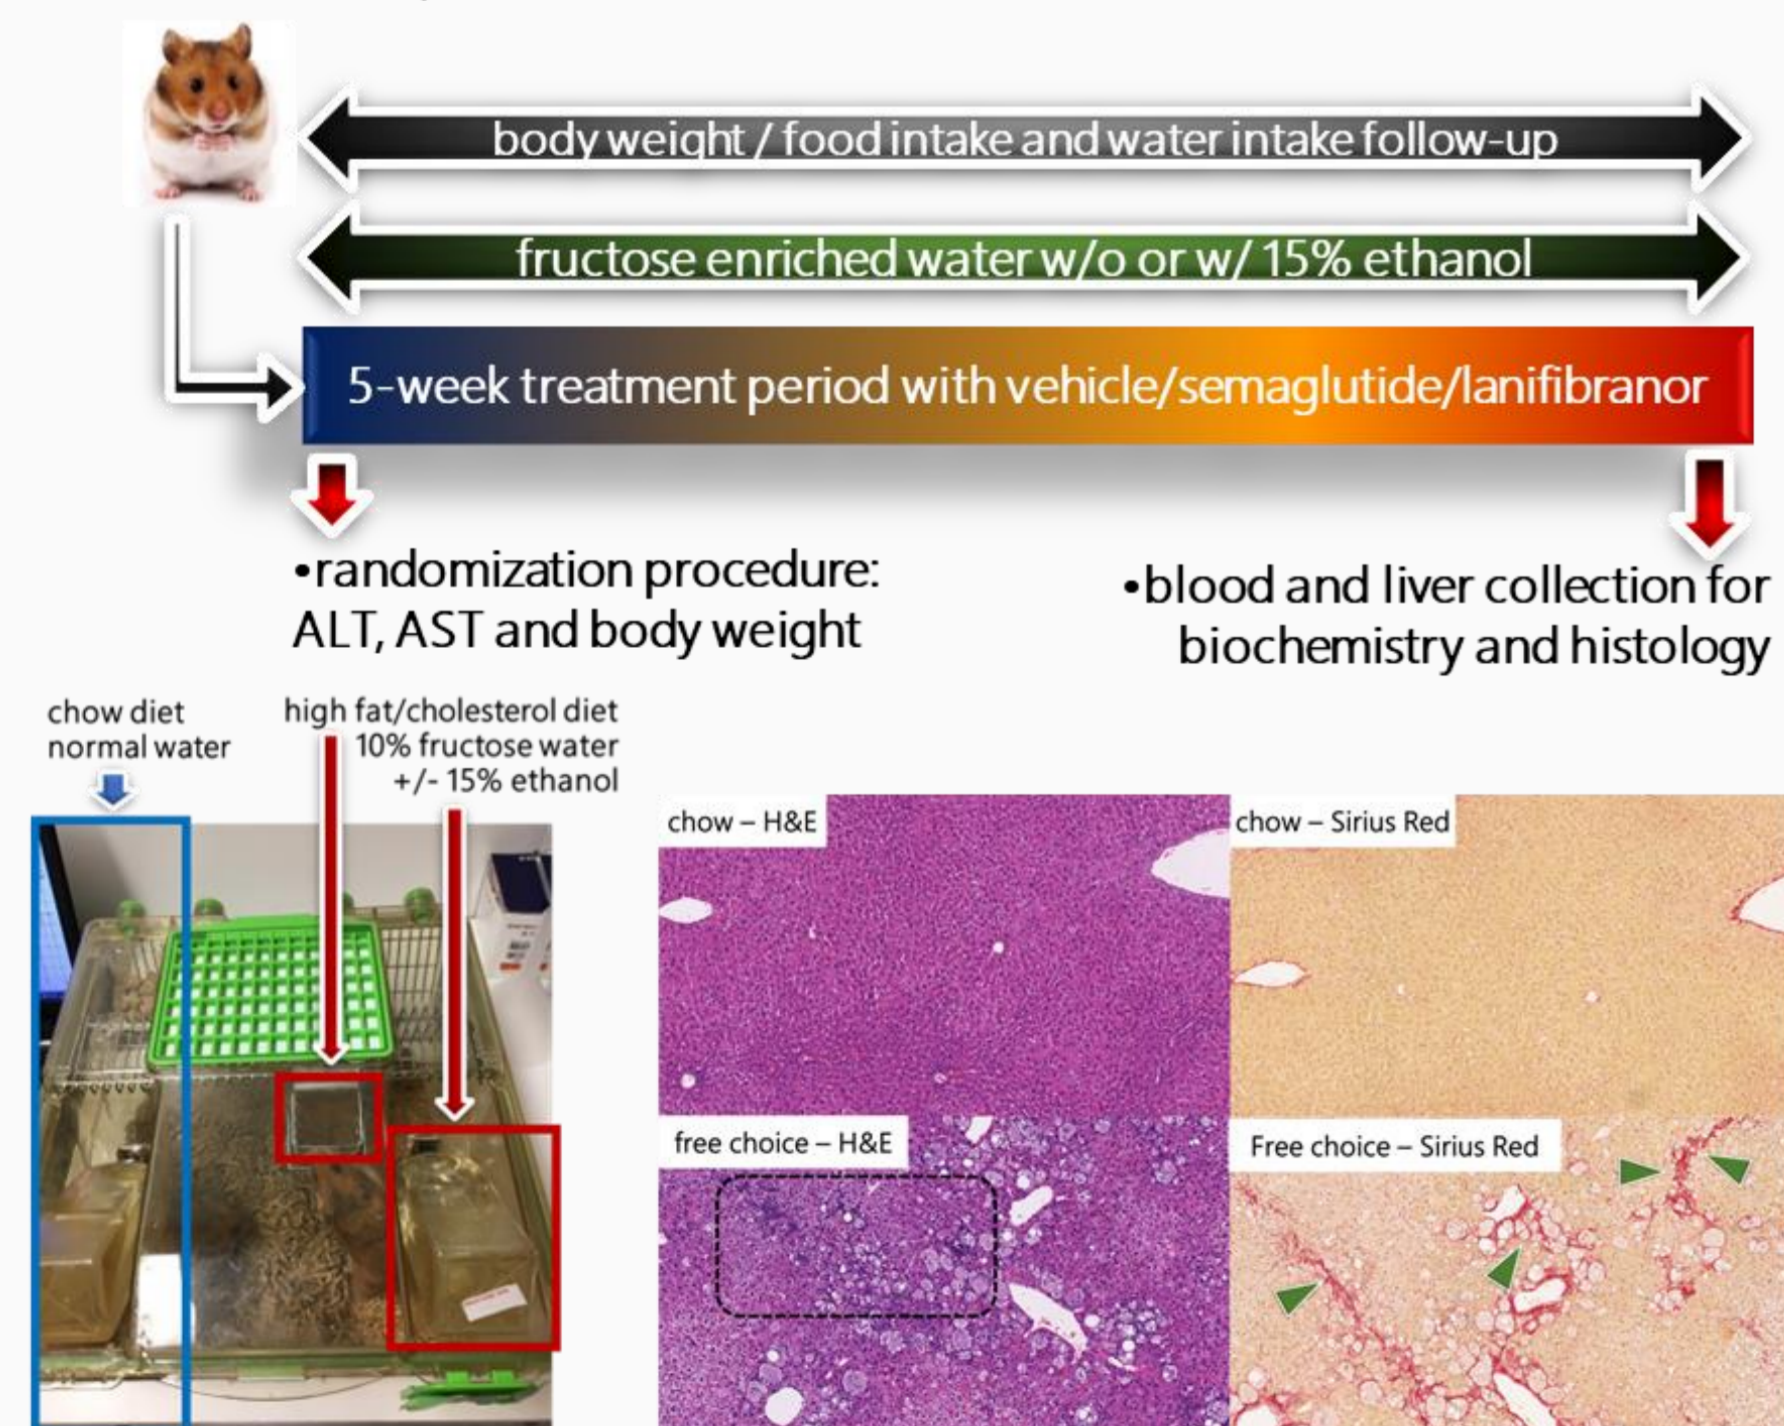 body weight / food intake and water intake follow-up
fructose enriched water w/o or w/ 15% ethanol
5-week treatment period with vehicle/semaglutide/lanifibranor
•randomization procedure:
ALT, AST and body weight
•blood and liver collection for
biochemistry and histology
chow diet
normal water
high fat/cholesterol diet
10% fructose water
+/- 15% ethanol
chow – H&E
chow – Sirius Red
free choice – H&E
Free choice – Sirius Red